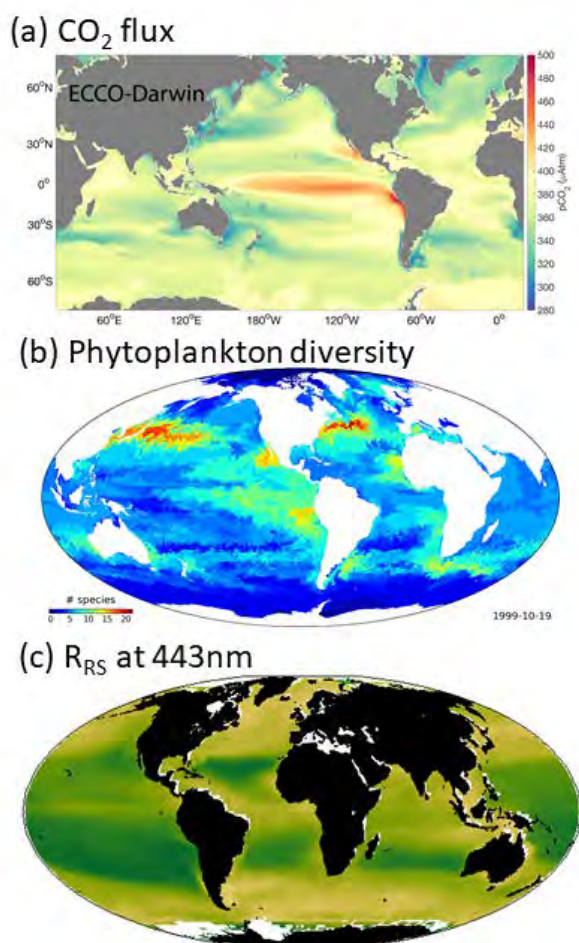 (a) CO₂ flux
ECCO-Darwin
60°N
30°N
0°
30°S
60°S
60°E 120°E 180°W 120°W 60°W 0°
500
480
460
440
420
400
380
360
340
320
300
280
pCO₂ (μAtm)
(b) Phytoplankton diversity
# species
0 5 10 15 20
1999-10-19
(c) R_RS at 443nm